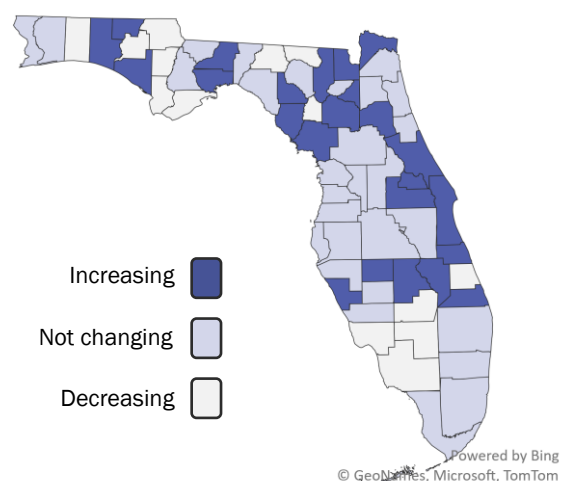 Increasing
Not changing
Decreasing
Powered by Bing
© GeoNames, Microsoft, TomTom